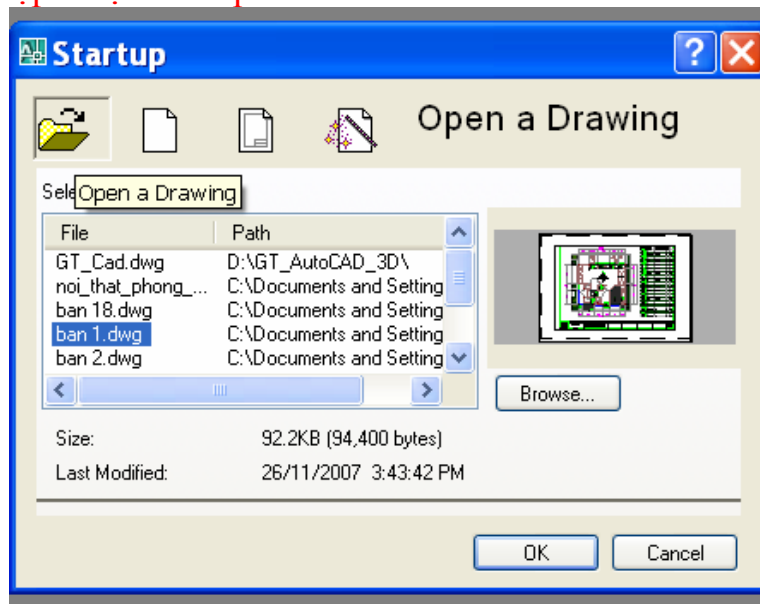 Startup
Open a Drawing
Sele
Open a Drawing
File Path
GT_Cad.dwg D:\GT_AutoCAD_3D\
noi_that_phong_... C:\Documents and Setting
ban 18.dwg C:\Documents and Setting
ban 1.dwg C:\Documents and Setting
ban 2.dwg C:\Documents and Setting
Browse...
Size: 92.2KB (94,400 bytes)
Last Modified: 26/11/2007 3:43:42 PM
OK Cancel